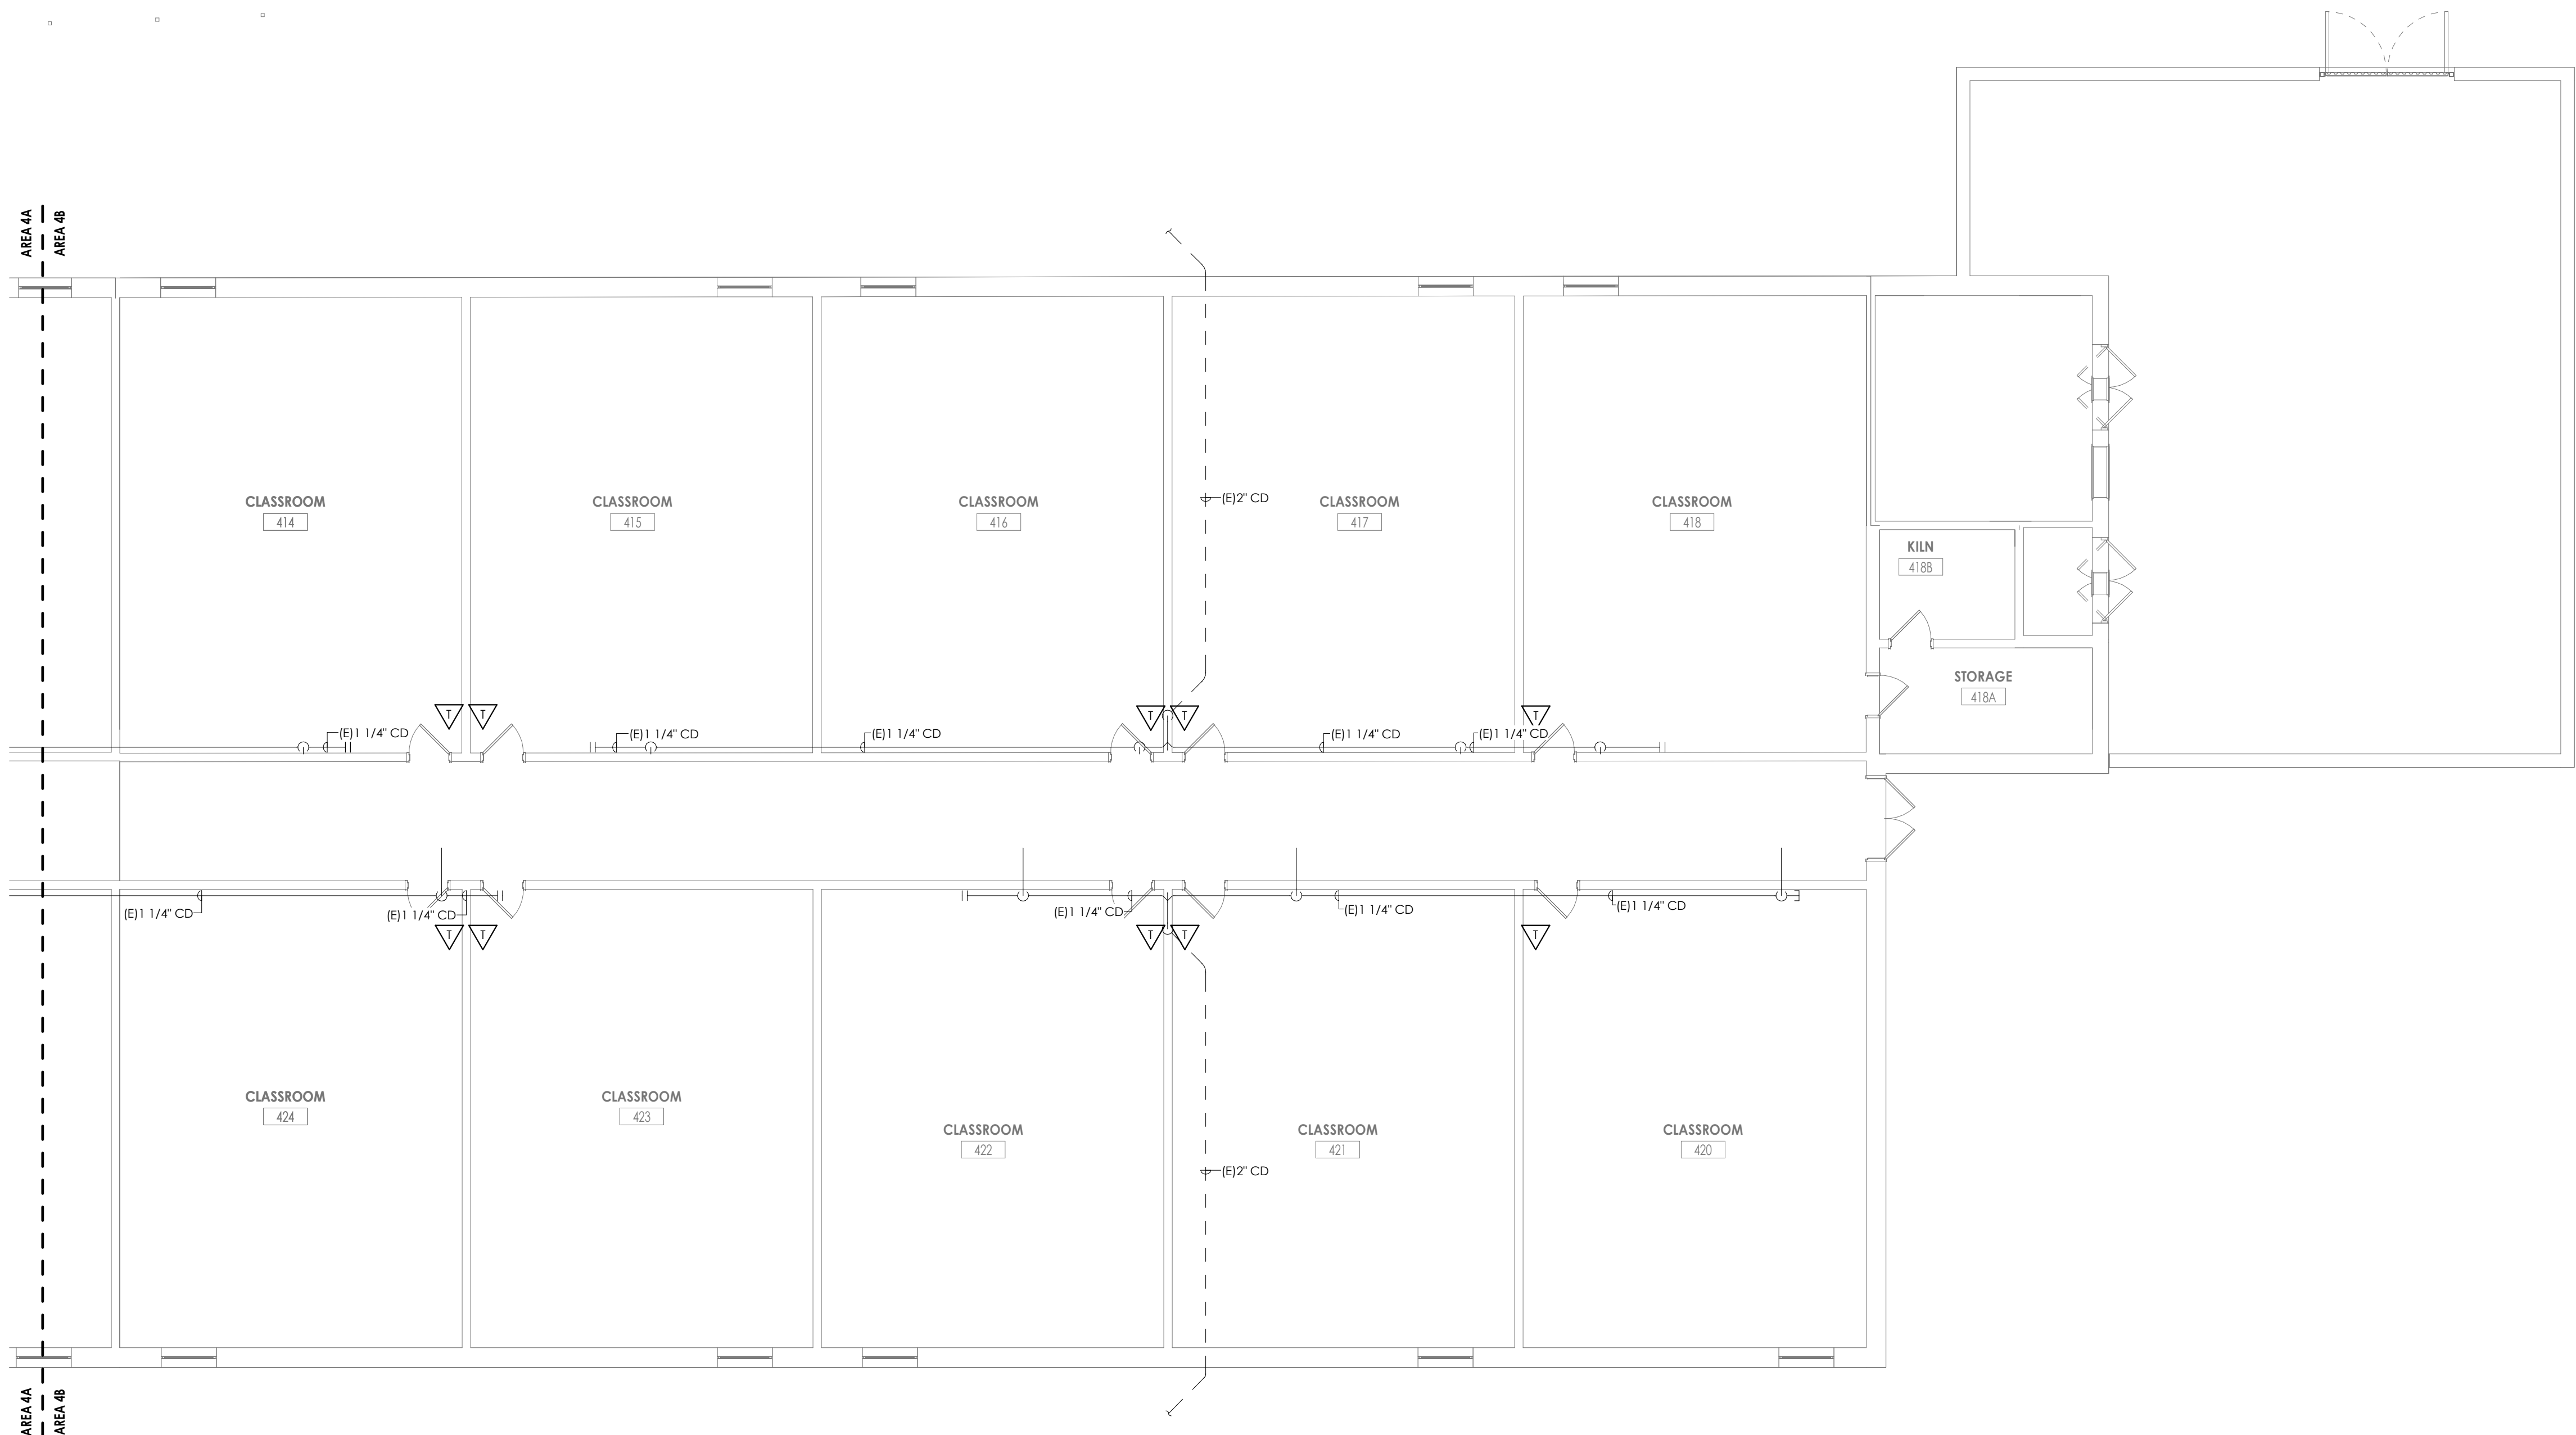 AREA 4A
AREA 4B
(E)2" CD
CLASSROOM
414
CLASSROOM
415
CLASSROOM
416
CLASSROOM
417
CLASSROOM
418
KILN
418B
STORAGE
418A
T
T
T
T
T
(E)1 1/4" CD
(E)1 1/4" CD
(E)1 1/4" CD
(E)1 1/4" CD
(E)1 1/4" CD
(E)1 1/4" CD
(E)1 1/4" CD
(E)1 1/4" CD
(E)1 1/4" CD
(E)1 1/4" CD
T
T
T
T
T
CLASSROOM
424
CLASSROOM
423
CLASSROOM
422
CLASSROOM
421
CLASSROOM
420
(E)2" CD
AREA 4A
AREA 4B